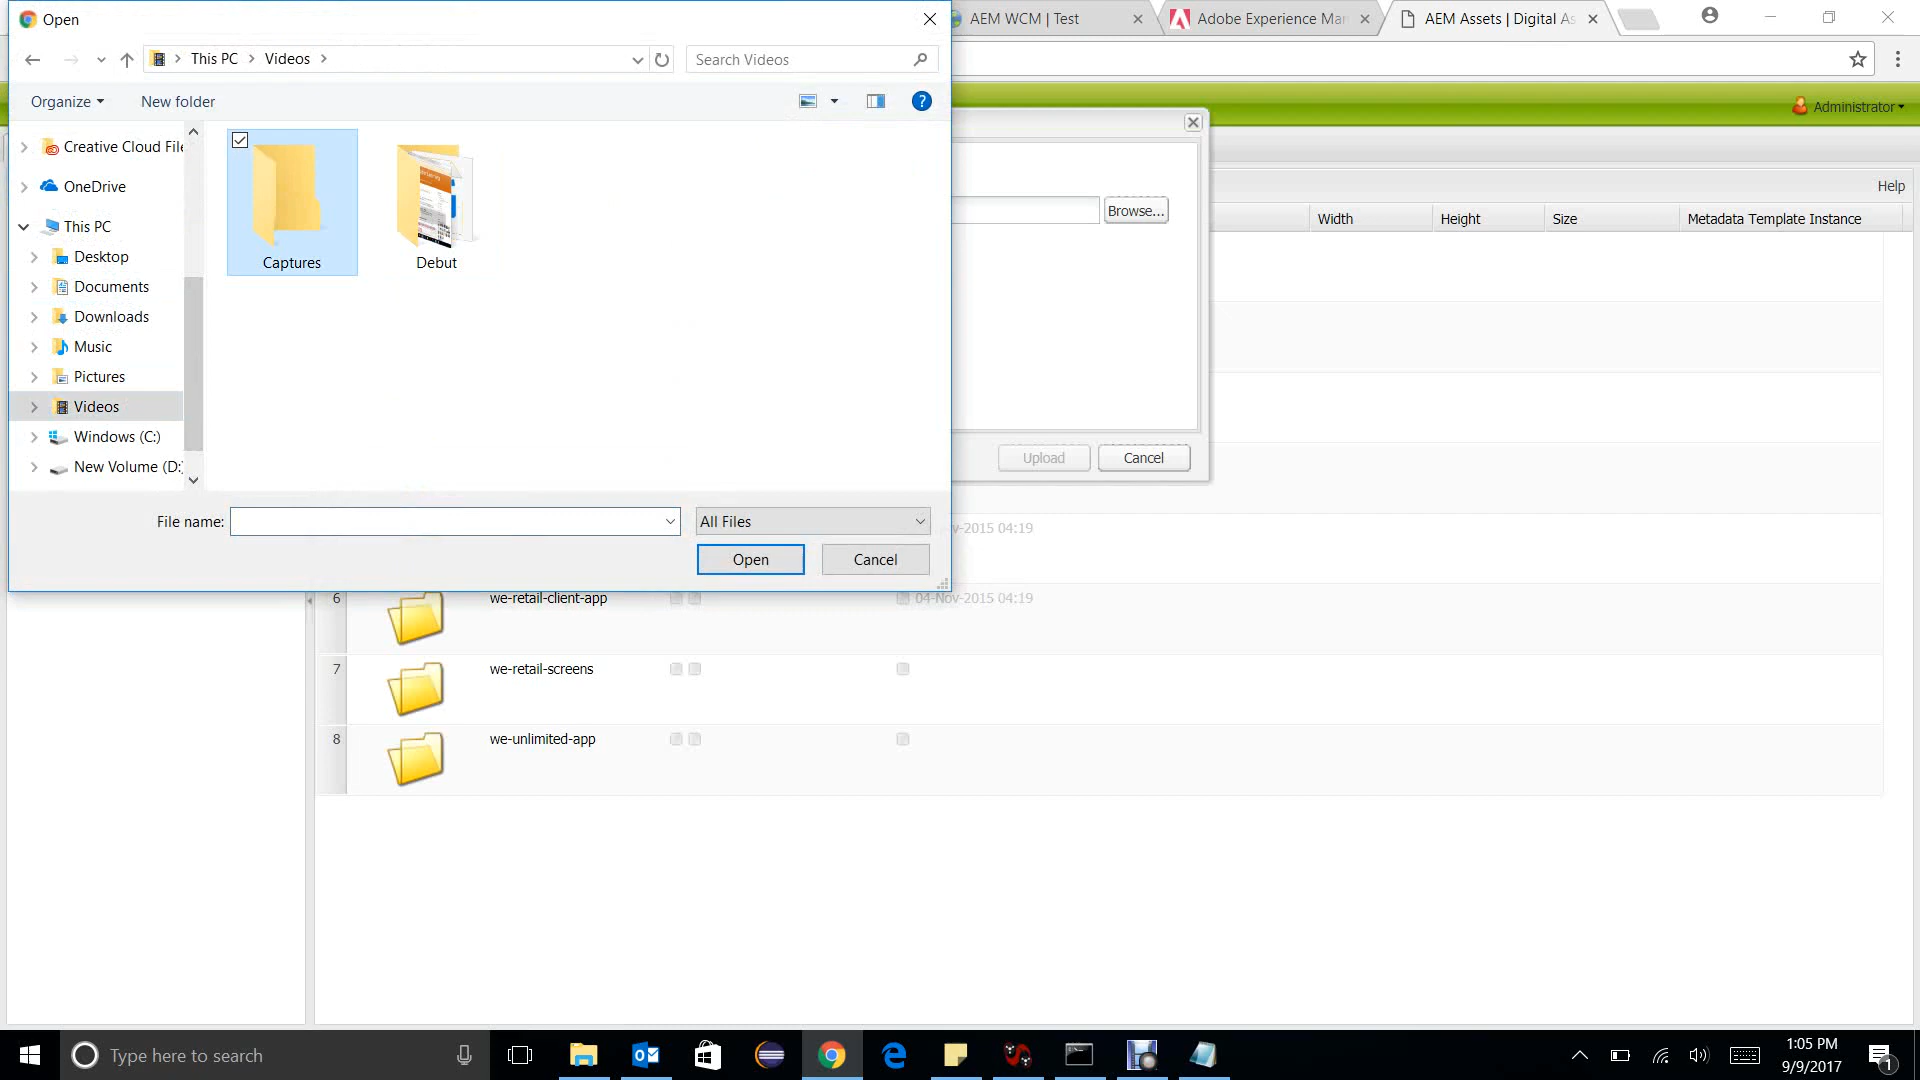 Open
AEM WCM | Test
Adobe Experience Mar
AEM Assets | Digital As
This PC
Videos
Search Videos
Organize
New folder
Administrator
Creative Cloud File
OneDrive
This PC
Desktop
Documents
Downloads
Music
Pictures
Videos
Windows (C:)
New Volume (D:)
Captures
Debut
Browse...
Help
Width
Height
Size
Metadata Template Instance
Upload
Cancel
File name:
All Files
Open
Cancel
v-2015 04:19
6
we-retail-client-app
04-Nov-2015 04:19
7
we-retail-screens
8
we-unlimited-app
Type here to search
1:05 PM
9/9/2017
1